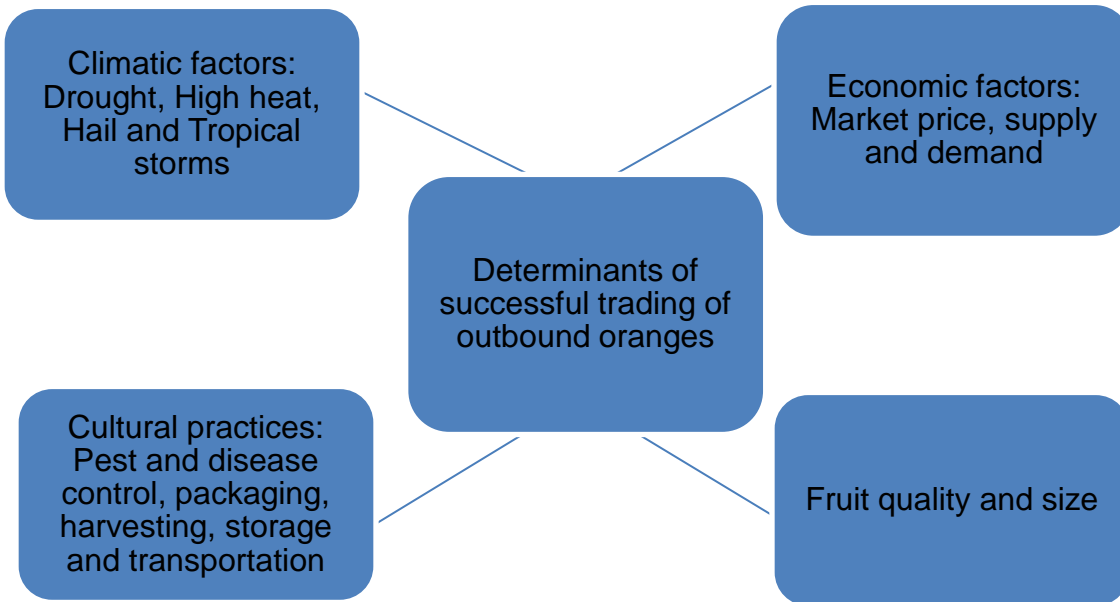 Climatic factors:
Drought, High heat,
Hail and Tropical
storms
Economic factors:
Market price, supply
and demand
Determinants of
successful trading of
outbound oranges
Cultural practices:
Pest and disease
control, packaging,
harvesting, storage
and transportation
Fruit quality and size